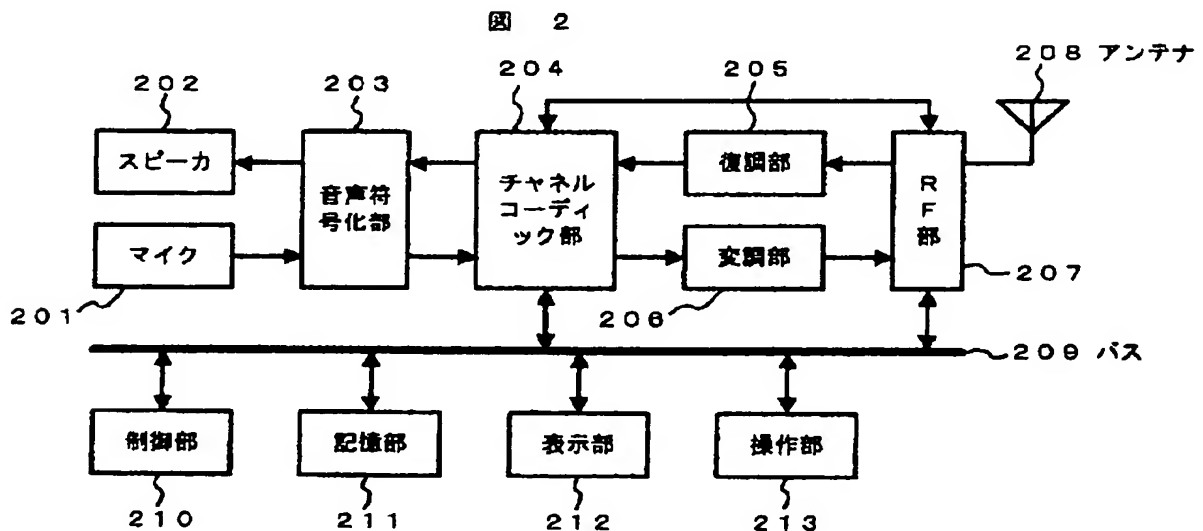 図 2
208 アンテナ
202
203
204
205
スピーカ
音声符
号化部
チャネル
コーディ
ック部
復調部
RF部
マイク
変調部
207
201
206
209 バス
制御部
記憶部
表示部
操作部
210
211
212
213